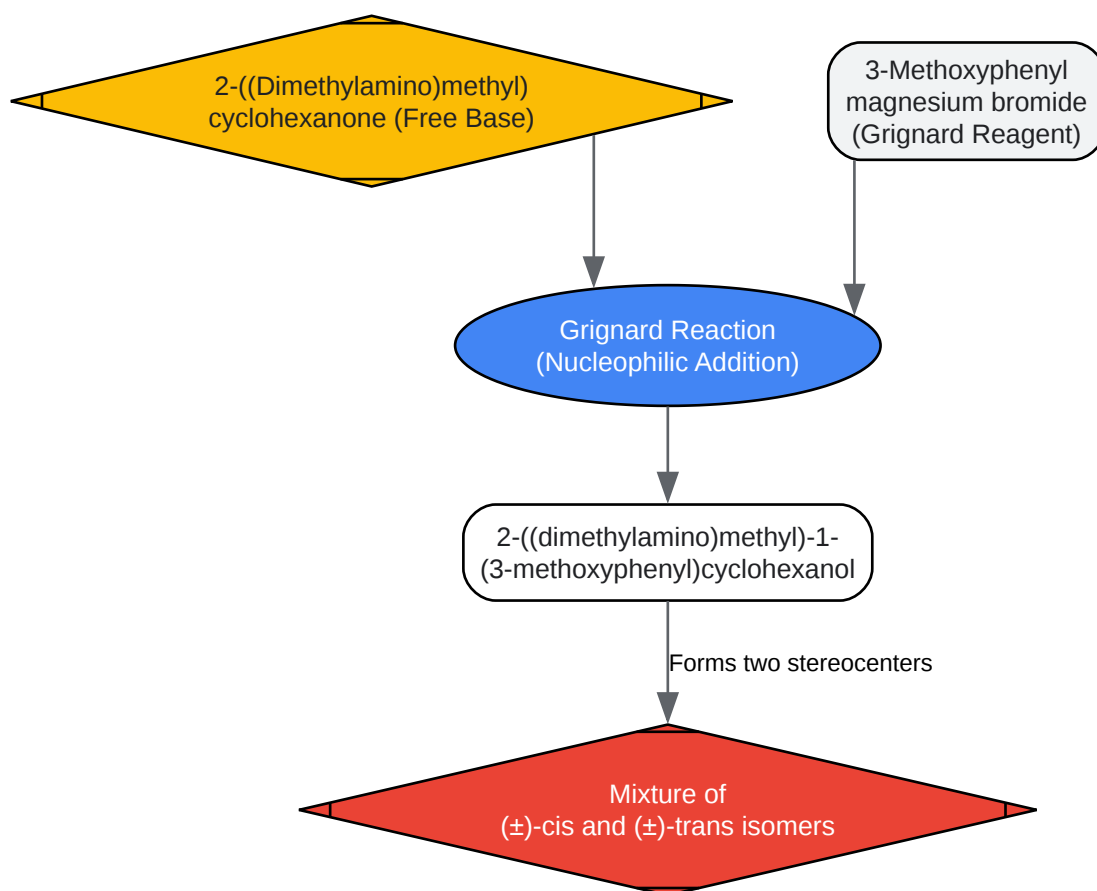 2-((Dimethylamino)methyl)
cyclohexanone (Free Base)
3-Methoxyphenyl
magnesium bromide
(Grignard Reagent)
Grignard Reaction
(Nucleophilic Addition)
2-((dimethylamino)methyl)-1-
(3-methoxyphenyl)cyclohexanol
Forms two stereocenters
Mixture of
(±)-cis and (±)-trans isomers